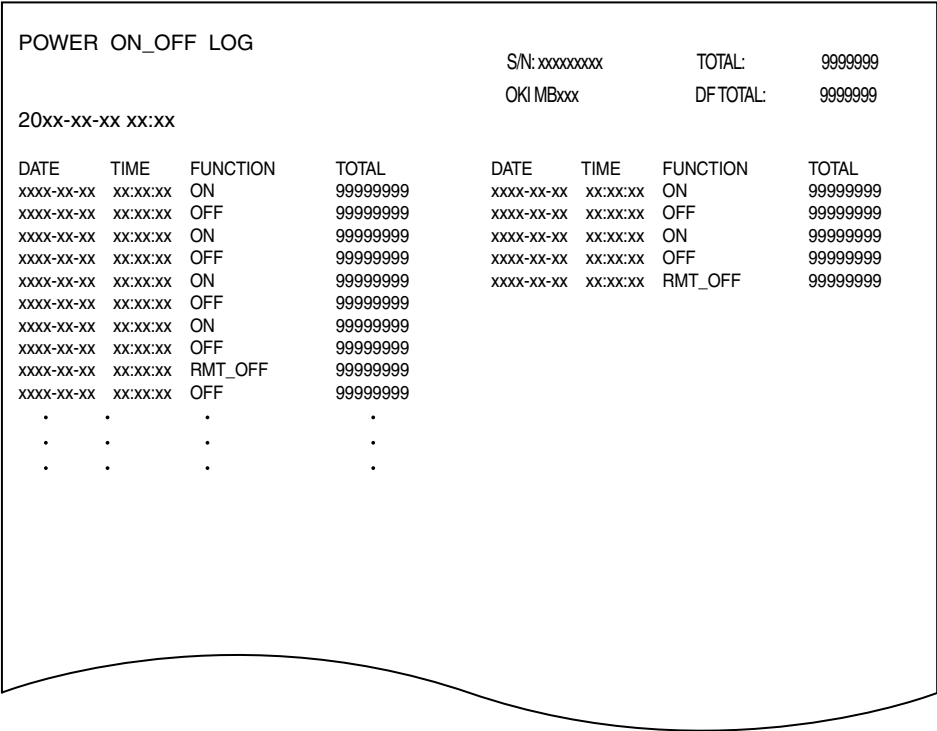 POWER ON_OFF LOG
S/N: xxxxxxxxx TOTAL: 9999999
OKI MBxxx DF TOTAL: 9999999
20xx-xx-xx xx:xx
DATE TIME FUNCTION TOTAL DATE TIME FUNCTION TOTAL
xxxx-xx-xx xx:xx:xx ON 99999999 xxxx-xx-xx xx:xx:xx ON 99999999
xxxx-xx-xx xx:xx:xx OFF 99999999 xxxx-xx-xx xx:xx:xx OFF 99999999
xxxx-xx-xx xx:xx:xx ON 99999999 xxxx-xx-xx xx:xx:xx ON 99999999
xxxx-xx-xx xx:xx:xx OFF 99999999 xxxx-xx-xx xx:xx:xx OFF 99999999
xxxx-xx-xx xx:xx:xx ON 99999999 xxxx-xx-xx xx:xx:xx RMT_OFF 99999999
xxxx-xx-xx xx:xx:xx OFF 99999999
xxxx-xx-xx xx:xx:xx ON 99999999
xxxx-xx-xx xx:xx:xx OFF 99999999
xxxx-xx-xx xx:xx:xx RMT_OFF 99999999
xxxx-xx-xx xx:xx:xx OFF 99999999
. . . .
. . . .
. . . .